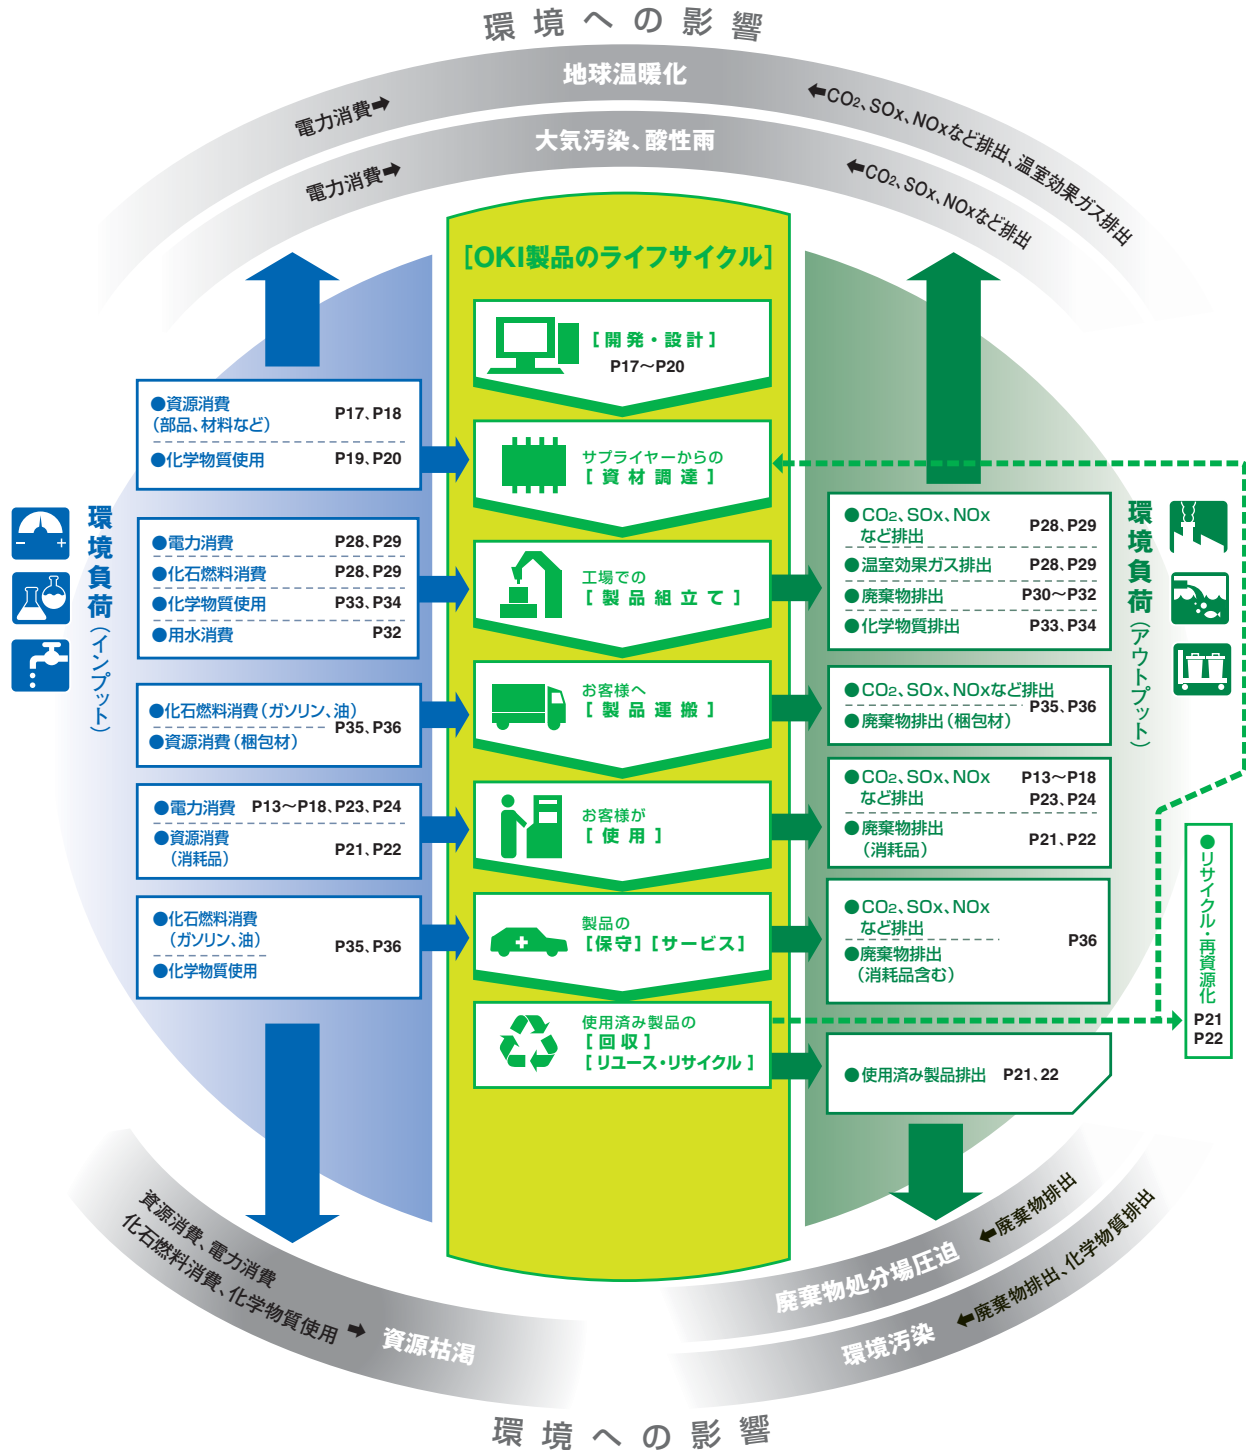 環境への影響
地球温暖化
電力消費➡
⬅CO2、SOx、NOxなど排出、温室効果ガス排出
大気汚染、酸性雨
電力消費➡
⬅CO2、SOx、NOxなど排出
[OKI製品のライフサイクル]
[開発・設計]
P17〜P20
サプライヤーからの
[資材調達]
工場での
[製品組立て]
お客様へ
[製品運搬]
お客様が
[使用]
製品の
[保守][サービス]
使用済み製品の
[回収]
[リユース・リサイクル]
環境負荷(インプット)
●資源消費
(部品、材料など)
P17、P18
●化学物質使用 P19、P20
●電力消費 P28、P29
●化石燃料消費 P28、P29
●化学物質使用 P33、P34
●用水消費 P32
●化石燃料消費(ガソリン、油)
P35、P36
●資源消費(梱包材)
●電力消費 P13〜P18、P23、P24
●資源消費
(消耗品)
P21、P22
●化石燃料消費
(ガソリン、油)
P35、P36
●化学物質使用
環境負荷(アウトプット)
●CO2、SOx、NOx
など排出
P28、P29
●温室効果ガス排出 P28、P29
●廃棄物排出 P30〜P32
●化学物質排出 P33、P34
●CO2、SOx、NOxなど排出
P35、P36
●廃棄物排出(梱包材)
●CO2、SOx、NOx
など排出
P13〜P18
P23、P24
●廃棄物排出
(消耗品)
P21、P22
●CO2、SOx、NOx
など排出
P36
●廃棄物排出
(消耗品含む)
●使用済み製品排出 P21、22
●リサイクル・再資源化
P21
P22
資源消費、電力消費
化石燃料消費、化学物質使用➡
資源枯渇
廃棄物処分場圧迫
⬅廃棄物排出
環境汚染
⬅廃棄物排出、化学物質排出
環境への影響